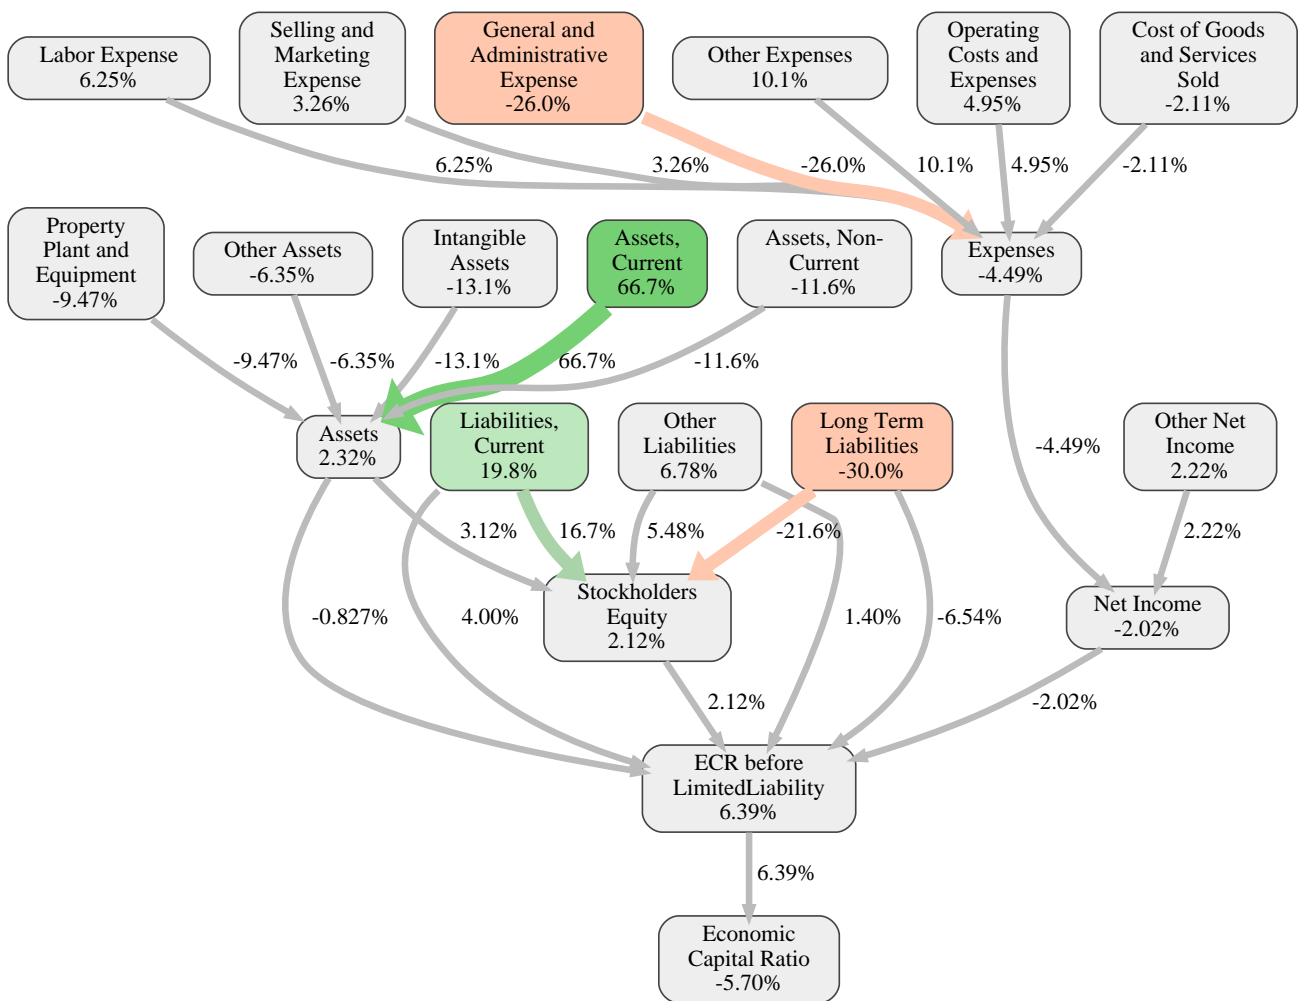 Labor Expense
6.25%
Selling and
Marketing
Expense
3.26%
General and
Administrative
Expense
-26.0%
Other Expenses
10.1%
Operating
Costs and
Expenses
4.95%
Cost of Goods
and Services
Sold
-2.11%
6.25%
3.26%
-26.0%
10.1%
4.95%
-2.11%
Property
Plant and
Equipment
-9.47%
Other Assets
-6.35%
Intangible
Assets
-13.1%
Assets,
Current
66.7%
Assets, Non-
Current
-11.6%
Expenses
-4.49%
-9.47%
-6.35%
-13.1%
66.7%
-11.6%
Assets
2.32%
Liabilities,
Current
19.8%
Other
Liabilities
6.78%
Long Term
Liabilities
-30.0%
-4.49%
Other Net
Income
2.22%
3.12%
16.7%
5.48%
-21.6%
2.22%
Stockholders
Equity
2.12%
Net Income
-2.02%
-0.827%
4.00%
1.40%
-6.54%
2.12%
-2.02%
ECR before
LimitedLiability
6.39%
6.39%
Economic
Capital Ratio
-5.70%